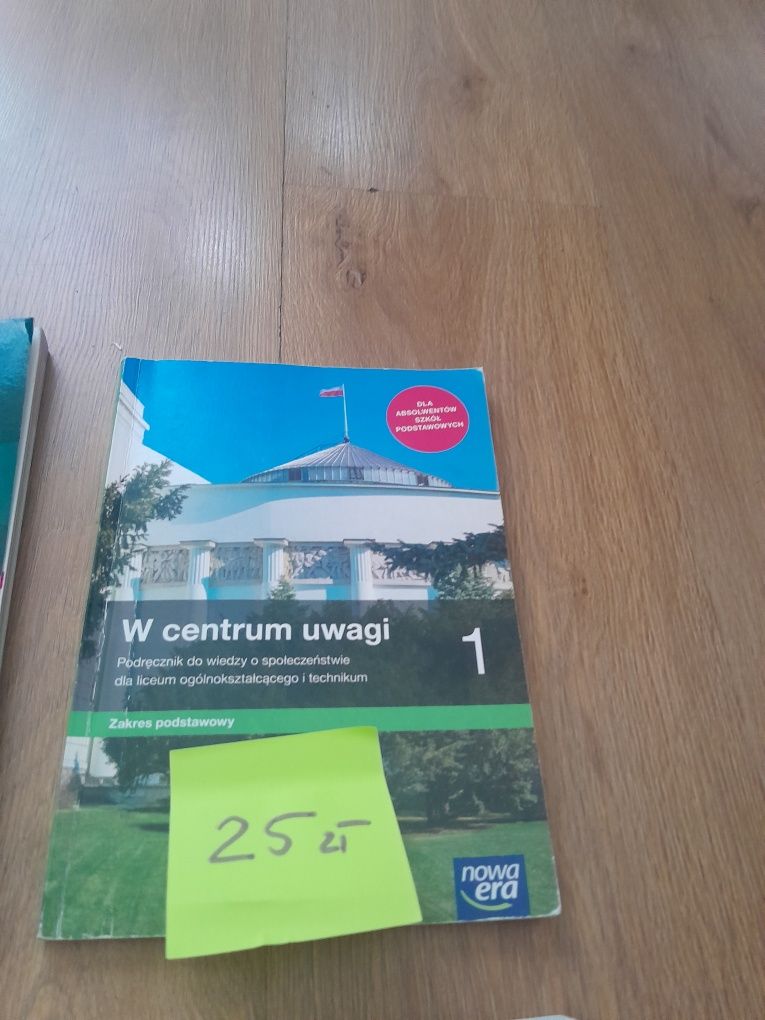 DLA
ABSOLWENTÓW
SZKÓŁ
PODSTAWOWYCH
W centrum uwagi
1
Podręcznik do wiedzy o społeczeństwie
dla liceum ogólnokształcącego i technikum
Zakres podstawowy
25 zł
nowa
era